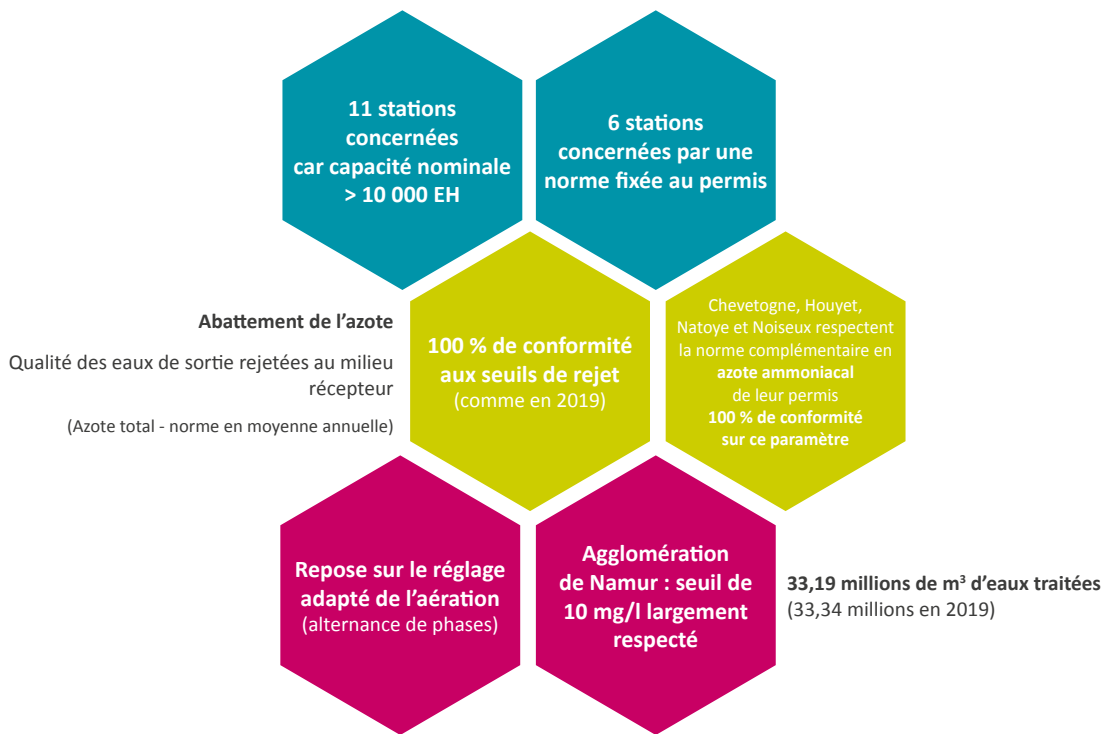 11 stations
concernées
car capacité nominale
> 10 000 EH
6 stations
concernées par une
norme fixée au permis
Abattement de l’azote
Qualité des eaux de sortie rejetées au milieu
récepteur
(Azote total - norme en moyenne annuelle)
100 % de conformité
aux seuils de rejet
(comme en 2019)
Chevetogne, Houyet,
Natoye et Noiseux respectent
la norme complémentaire en
azote ammoniacal
de leur permis
100 % de conformité
sur ce paramètre
Repose sur le réglage
adapté de l’aération
(alternance de phases)
Agglomération
de Namur : seuil de
10 mg/l largement
respecté
33,19 millions de m³ d’eaux traitées
(33,34 millions en 2019)